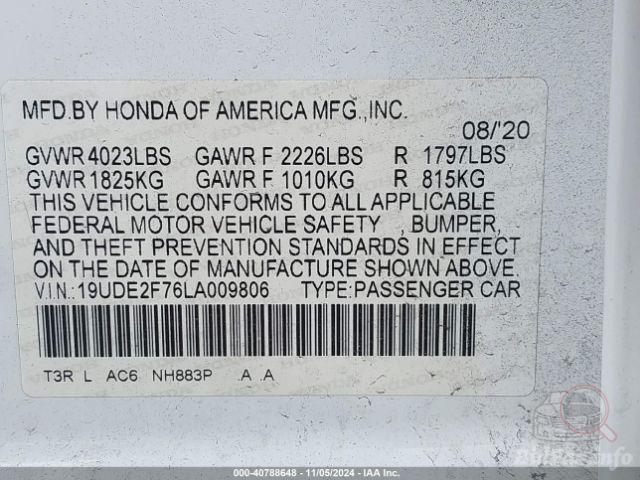 MFD.BY HONDA OF AMERICA MFG.,INC.
08/'20
GVWR 4023LBS GAWR F 2226LBS R 1797LBS
GVWR 1825KG GAWR F 1010KG R 815KG
THIS VEHICLE CONFORMS TO ALL APPLICABLE
FEDERAL MOTOR VEHICLE SAFETY , BUMPER,
AND THEFT PREVENTION STANDARDS IN EFFECT
ON THE DATE OF MANUFACTURE SHOWN ABOVE.
V.I.N.:19UDE2F76LA009806 TYPE:PASSENGER CAR
T3R L AC6 NH883P .A .A
BidFax.info
000-40788648 - 11/05/2024 - IAA Inc.